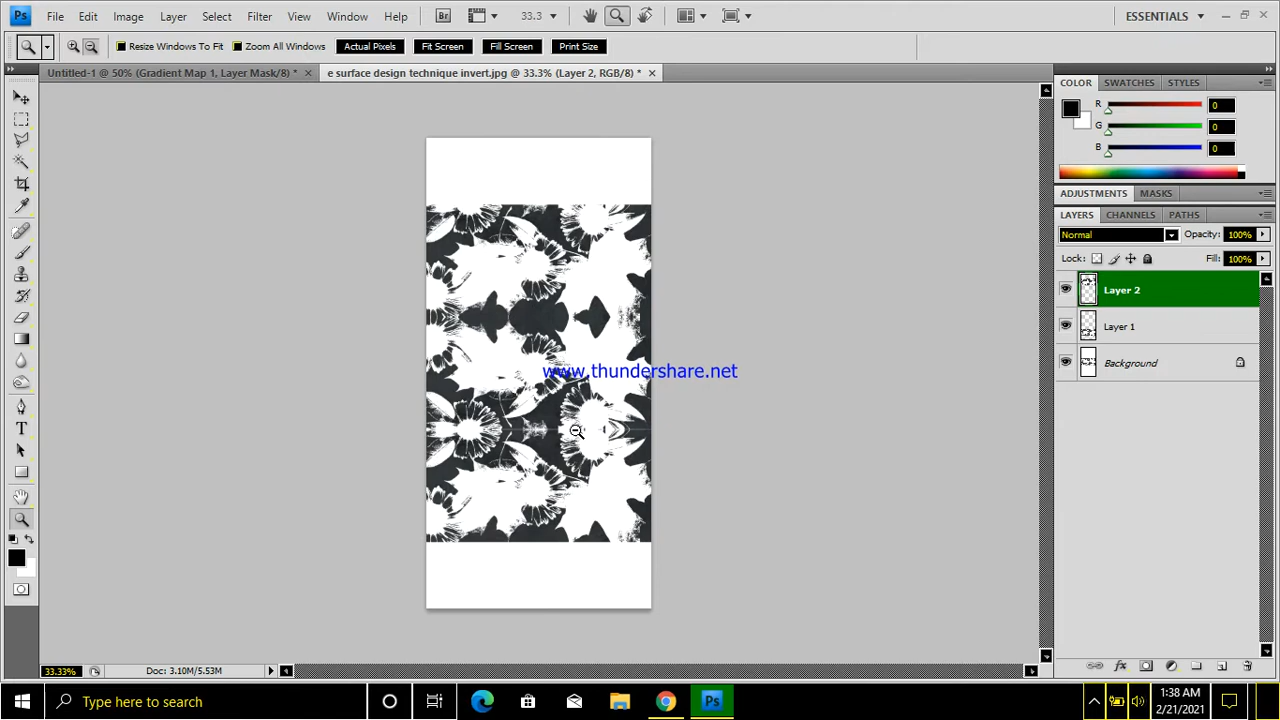 Ps File Edit Image Layer Select Filter View Window Help Br 33.3 ESSENTIALS
Resize Windows To Fit Zoom All Windows Actual Pixels Fit Screen Fill Screen Print Size
Untitled-1 @ 50% (Gradient Map 1, Layer Mask/8) * × e surface design technique invert.jpg @ 33.3% (Layer 2, RGB/8) * ×
COLOR SWATCHES STYLES
R 0
G 0
B 0
ADJUSTMENTS MASKS
LAYERS CHANNELS PATHS
Normal Opacity: 100%
Lock: Fill: 100%
Layer 2
Layer 1
Background
www.thundershare.net
T
33.33% Doc: 3.10M/5.53M
fx
Type here to search
Ps
1:38 AM
2/21/2021